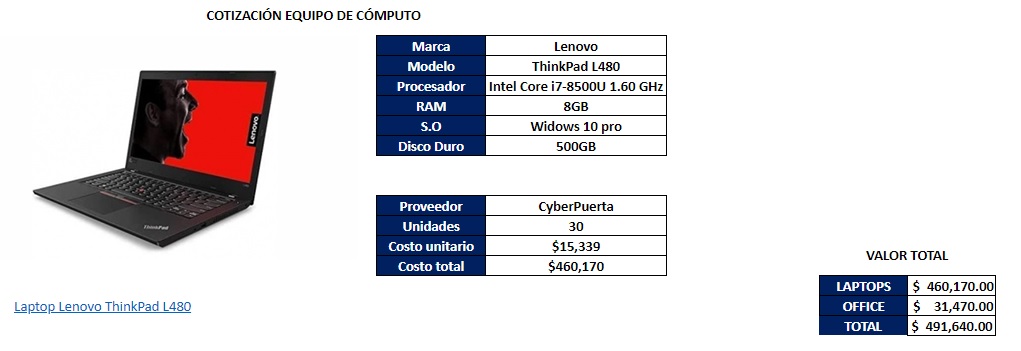 COTIZACIÓN EQUIPO DE CÓMPUTO
Marca Lenovo
Modelo ThinkPad L480
Procesador Intel Core i7-8500U 1.60 GHz
RAM 8GB
S.O Widows 10 pro
Disco Duro 500GB
Lenovo
ThinkPad
Proveedor CyberPuerta
Unidades 30
Costo unitario $15,339
Costo total $460,170
Laptop Lenovo ThinkPad L480
VALOR TOTAL
LAPTOPS $ 460,170.00
OFFICE $ 31,470.00
TOTAL $ 491,640.00